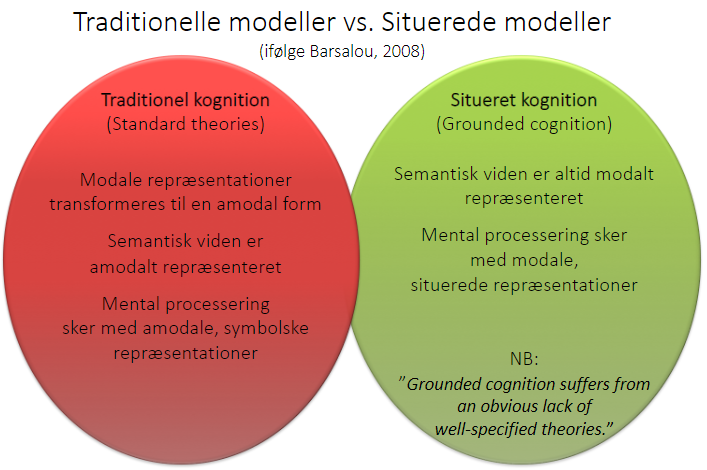 Traditionelle modeller vs. Situerede modeller
(ifølge Barsalou, 2008)
Traditionel kognition
(Standard theories)
Modale repræsentationer
transformeres til en amodal form
Semantisk viden er
amodalt repræsenteret
Mental processering
sker med amodale, symbolske
repræsentationer
Situeret kognition
(Grounded cognition)
Semantisk viden er altid modalt
repræsenteret
Mental processering sker
med modale,
situerede repræsentationer
NB:
”Grounded cognition suffers from
an obvious lack of
well-specified theories.”